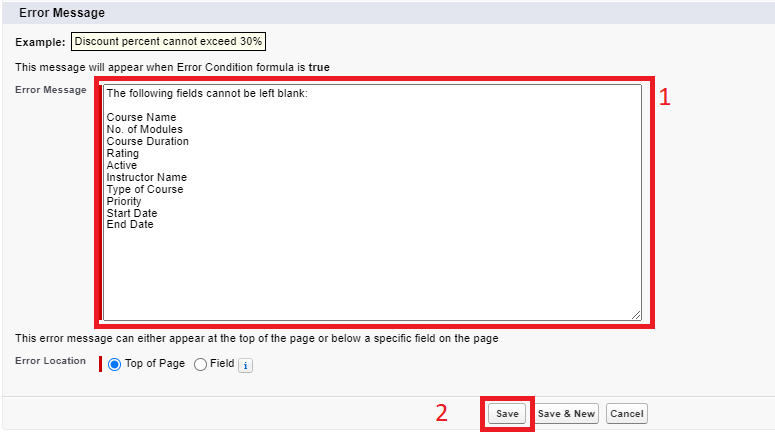 Error Message
Example: Discount percent cannot exceed 30%
This message will appear when Error Condition formula is true
Error Message
The following fields cannot be left blank:
Course Name
No. of Modules
Course Duration
Rating
Active
Instructor Name
Type of Course
Priority
Start Date
End Date
1
This error message can either appear at the top of the page or below a specific field on the page
Error Location Top of Page Field i
2 Save Save & New Cancel